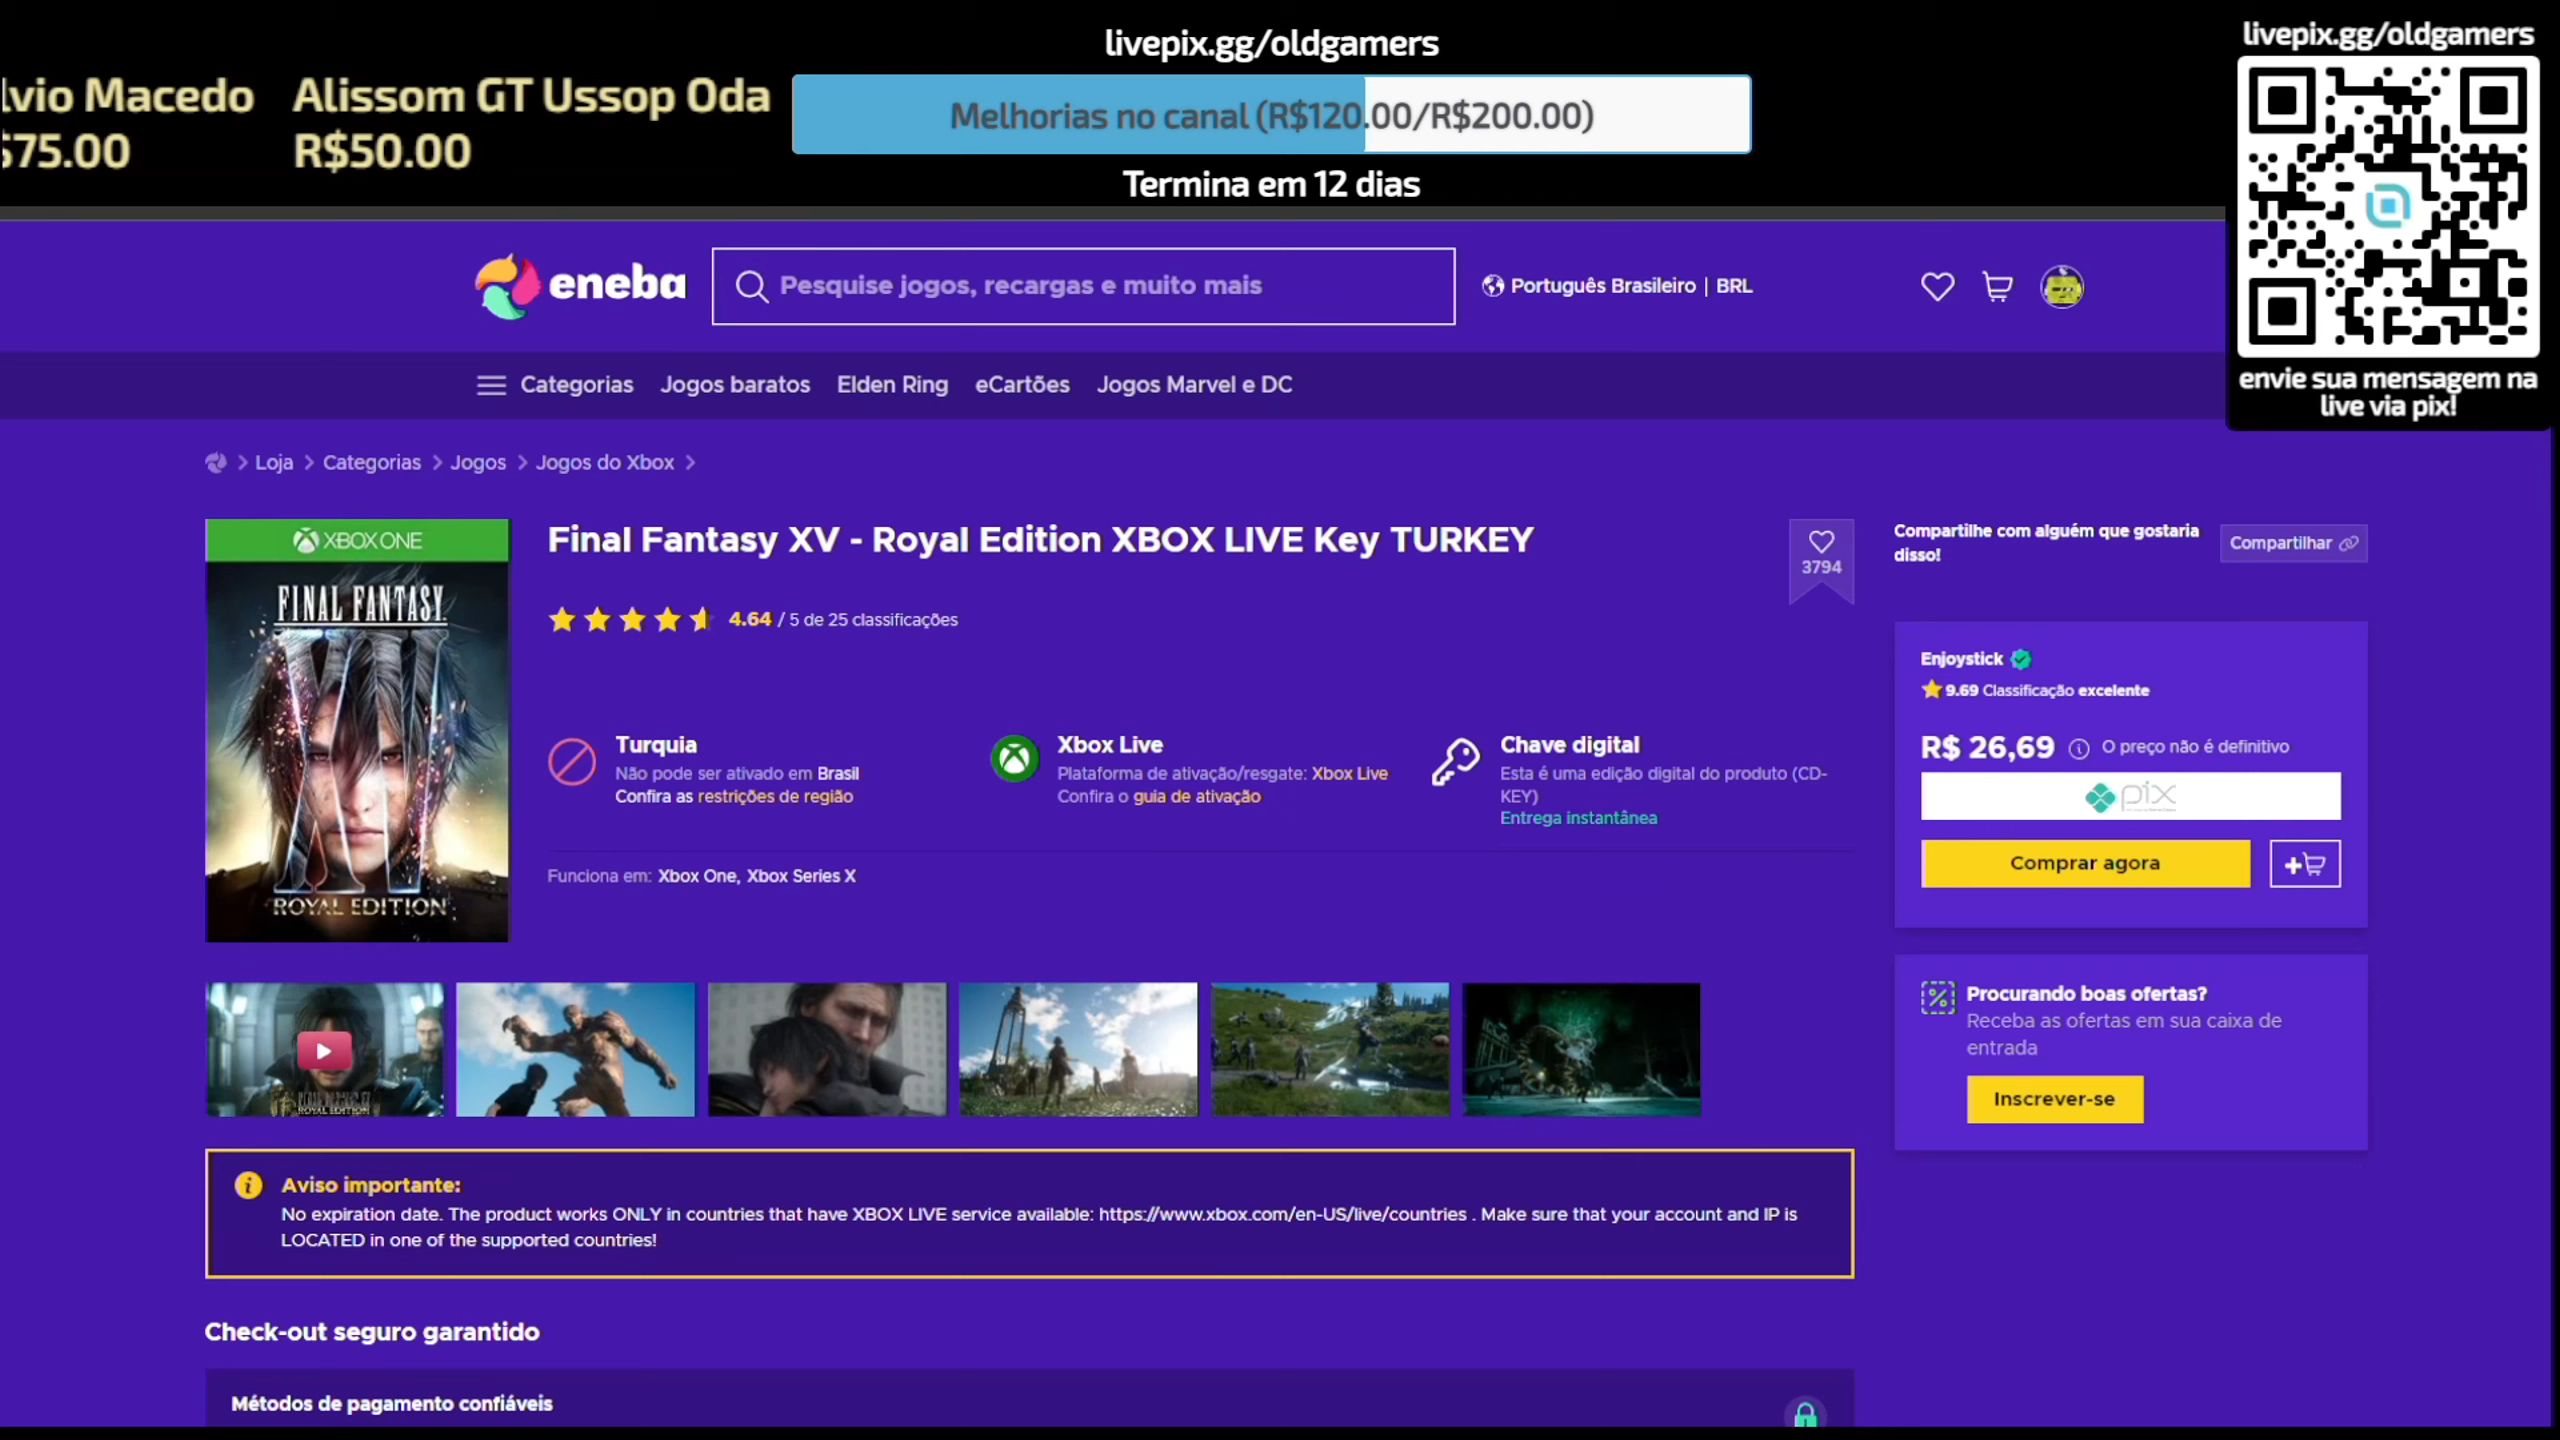 livepix.gg/oldgamers
lvio Macedo
$75.00
Alissom GT Ussop Oda
R$50.00
Melhorias no canal (R$120.00/R$200.00)
Termina em 12 dias
livepix.gg/oldgamers
envie sua mensagem na
live via pix!
eneba
Pesquise jogos, recargas e muito mais
Português Brasileiro | BRL
Categorias
Jogos baratos
Elden Ring
eCartões
Jogos Marvel e DC
Loja
Categorias
Jogos
Jogos do Xbox
XBOX ONE
FINAL FANTASY
XV
ROYAL EDITION
Final Fantasy XV - Royal Edition XBOX LIVE Key TURKEY
3794
4.64 / 5 de 25 classificações
Turquia
Não pode ser ativado em Brasil
Confira as restrições de região
Xbox Live
Plataforma de ativação/resgate: Xbox Live
Confira o guia de ativação
Chave digital
Esta é uma edição digital do produto (CD-
KEY)
Entrega instantânea
Funciona em: Xbox One, Xbox Series X
Compartilhe com alguém que gostaria
disso!
Compartilhar
Enjoystick
9.69 Classificação excelente
R$ 26,69
O preço não é definitivo
pix
Comprar agora
Procurando boas ofertas?
Receba as ofertas em sua caixa de
entrada
Inscrever-se
ROYAL EDITION
Aviso importante:
No expiration date. The product works ONLY in countries that have XBOX LIVE service available: https://www.xbox.com/en-US/live/countries . Make sure that your account and IP is
LOCATED in one of the supported countries!
Check-out seguro garantido
Métodos de pagamento confiáveis